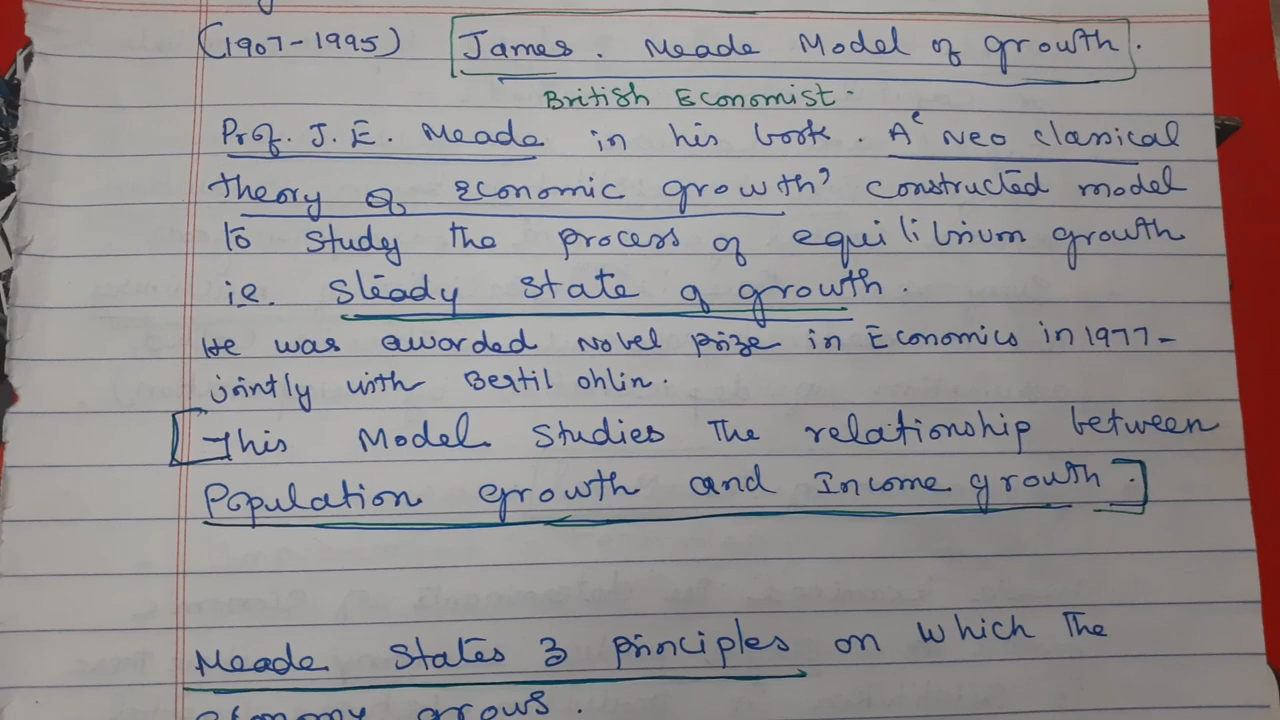 (1907-1995) James. Meade Model of growth.
British Economist.
Prof. J. E. Meade in his book. A' Neo classical
theory of Economic growth' constructed model
to study the process of equilibrium growth
i.e. Steady State of growth.
He was awarded Novel prize in Economics in 1977-
jointly with Bertil ohlin.
This Model Studies The relationship between
Population growth and Income growth.
Meade States 3 principles on which The
economy grows.